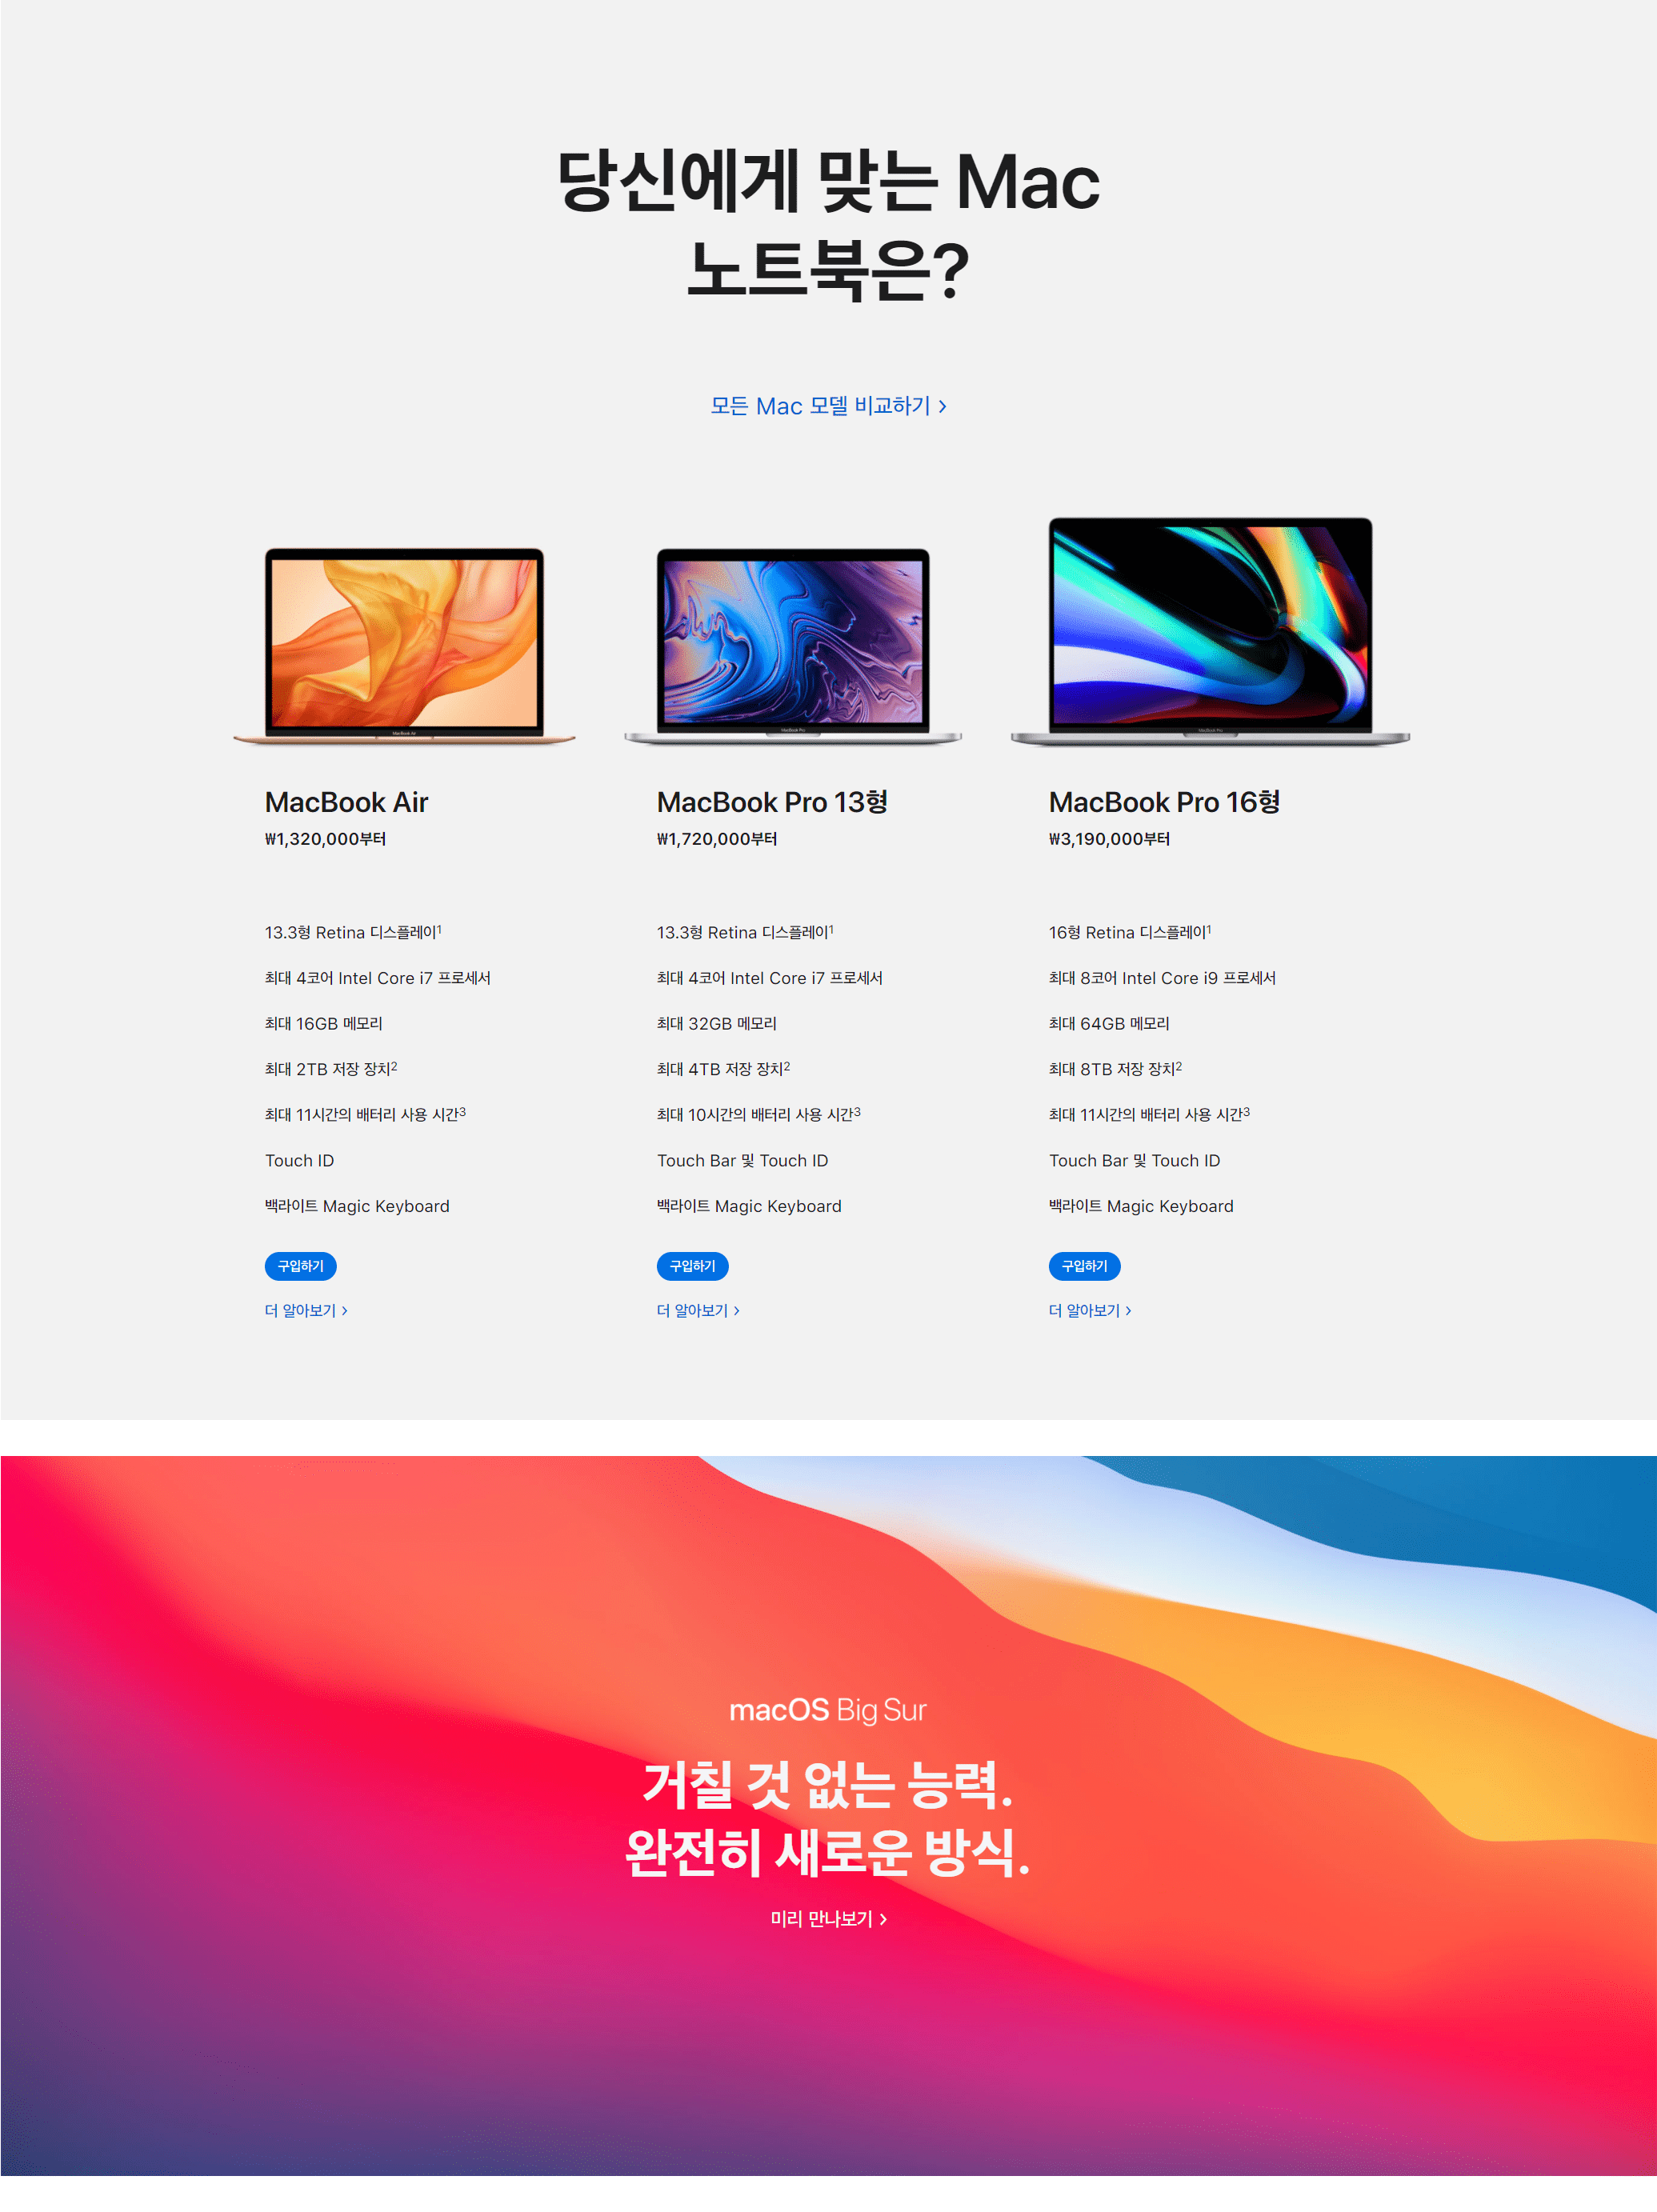 당신에게 맞는 Mac
노트북은?
모든 Mac 모델 비교하기 >
MacBook Air
₩1,320,000부터
13.3형 Retina 디스플레이1
최대 4코어 Intel Core i7 프로세서
최대 16GB 메모리
최대 2TB 저장 장치2
최대 11시간의 배터리 사용 시간3
Touch ID
백라이트 Magic Keyboard
구입하기
더 알아보기 >
MacBook Pro 13형
₩1,720,000부터
13.3형 Retina 디스플레이1
최대 4코어 Intel Core i7 프로세서
최대 32GB 메모리
최대 4TB 저장 장치2
최대 10시간의 배터리 사용 시간3
Touch Bar 및 Touch ID
백라이트 Magic Keyboard
구입하기
더 알아보기 >
MacBook Pro 16형
₩3,190,000부터
16형 Retina 디스플레이1
최대 8코어 Intel Core i9 프로세서
최대 64GB 메모리
최대 8TB 저장 장치2
최대 11시간의 배터리 사용 시간3
Touch Bar 및 Touch ID
백라이트 Magic Keyboard
구입하기
더 알아보기 >
macOS Big Sur
거칠 것 없는 능력.
완전히 새로운 방식.
미리 만나보기 >